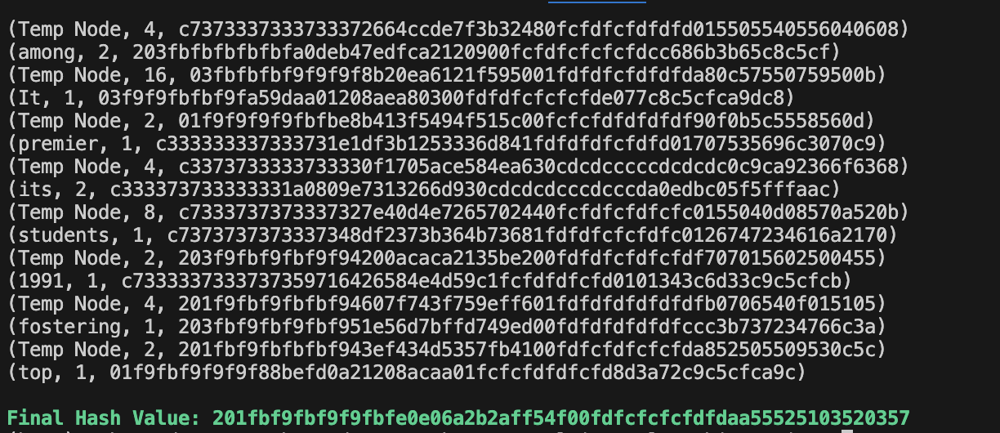 (Temp Node, 4, c7373337333733372664ccde7f3b32480fcfdfcfdfdfd015505540556040608)
(among, 2, 203fbfbfbfbfbfa0deb47edfca2120900fcfdfcfcfcfdcc686b3b65c8c5cf)
(Temp Node, 16, 03fbfbfbf9f9f9f8b20ea6121f595001fdfdfcfdfdfda80c57550759500b)
(It, 1, 03f9f9fbfbf9fa59daa01208aea80300fdfdfcfcfcfde077c8c5cfca9dc8)
(Temp Node, 2, 01f9f9f9f9fbfbe8b413f5494f515c00fcfcfdfdfdfdf90f0b5c5558560d)
(premier, 1, c333333337333731e1df3b1253336d841fdfdfdfcfdfd01707535696c3070c9)
(Temp Node, 4, c3373733333733330f1705ace584ea630cdcdcccccdcdcdc0c9ca92366f6368)
(its, 2, c333373733333331a0809e7313266d930cdcdcdcccdcccda0edbc05f5fffaac)
(Temp Node, 8, c7333737373337327e40d4e7265702440fcfdfcfdfcfc0155040d08570a520b)
(students, 1, c7373737373337348df2373b364b73681fdfdfcfcfdfc0126747234616a2170)
(Temp Node, 2, 203f9fbf9fbf9f94200acaca2135be200fdfdfcfdfcfdf707015602500455)
(1991, 1, c7333337333737359716426584e4d59c1fcfdfdfcfd0101343c6d33c9c5cfcb)
(Temp Node, 4, 201f9fbf9fbfbf94607f743f759eff601fdfdfdfdfdfdfb0706540f015105)
(fostering, 1, 203fbf9fbf9fbf951e56d7bffd749ed00fdfdfdfdfdfccc3b737234766c3a)
(Temp Node, 2, 201fbf9fbfbfbf943ef434d5357fb4100fdfcfdfcfcfda852505509530c5c)
(top, 1, 01f9fbf9f9f9f88befd0a21208acaa01fcfcfdfdfcfd8d3a72c9c5cfca9c)
Final Hash Value: 201fbf9fbf9f9fbfe0e06a2b2aff54f00fdfcfcfcfdfdaa55525103520357